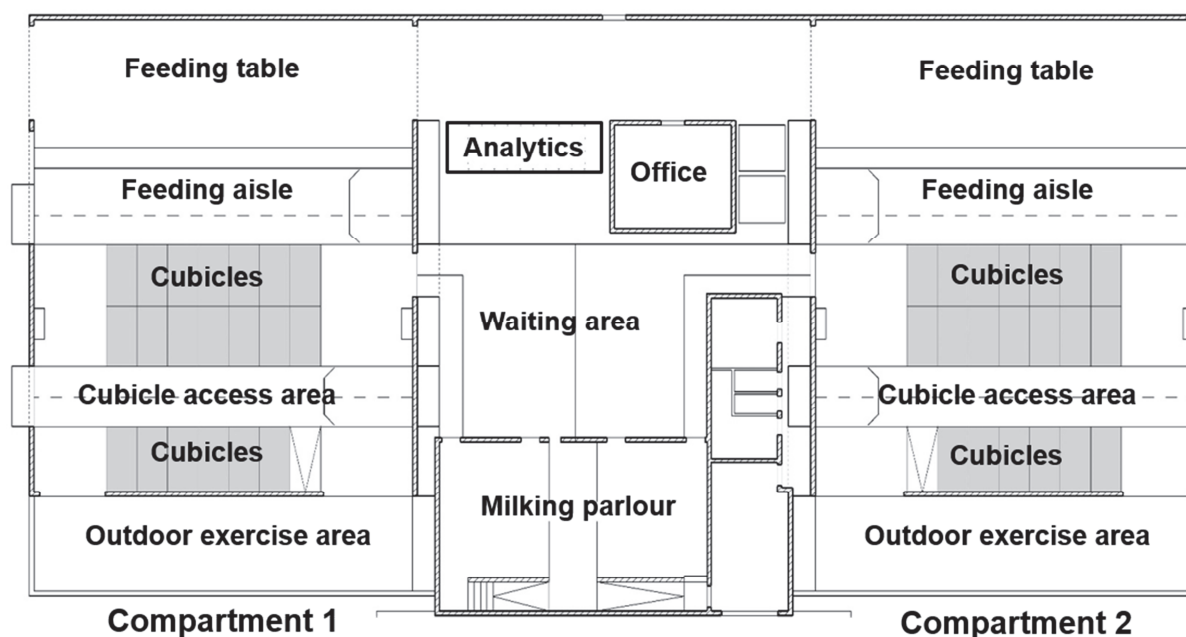 Feeding table
Feeding table
Analytics
Office
Feeding aisle
Feeding aisle
Cubicles
Cubicles
Waiting area
Cubicle access area
Cubicle access area
Cubicles
Cubicles
Milking parlour
Outdoor exercise area
Outdoor exercise area
Compartment 1
Compartment 2